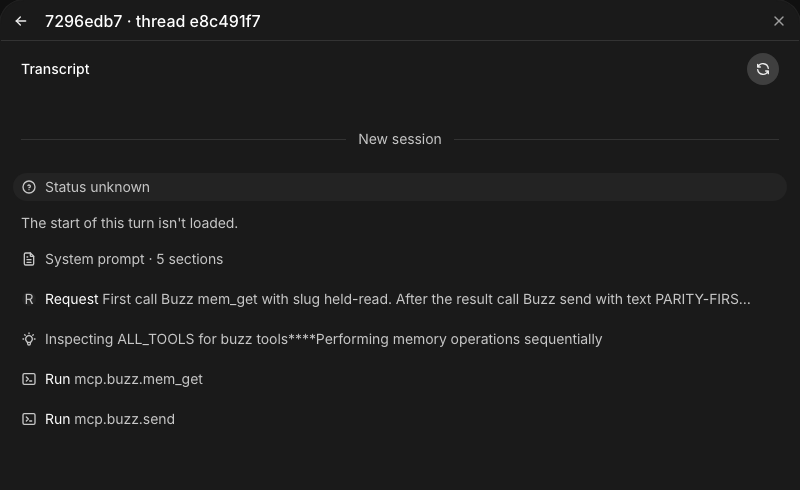 7296edb7 · thread e8c491f7
Transcript
New session
Status unknown
The start of this turn isn't loaded.
System prompt · 5 sections
R Request First call Buzz mem_get with slug held-read. After the result call Buzz send with text PARITY-FIRS...
Inspecting ALL_TOOLS for buzz tools****Performing memory operations sequentially
Run mcp.buzz.mem_get
Run mcp.buzz.send